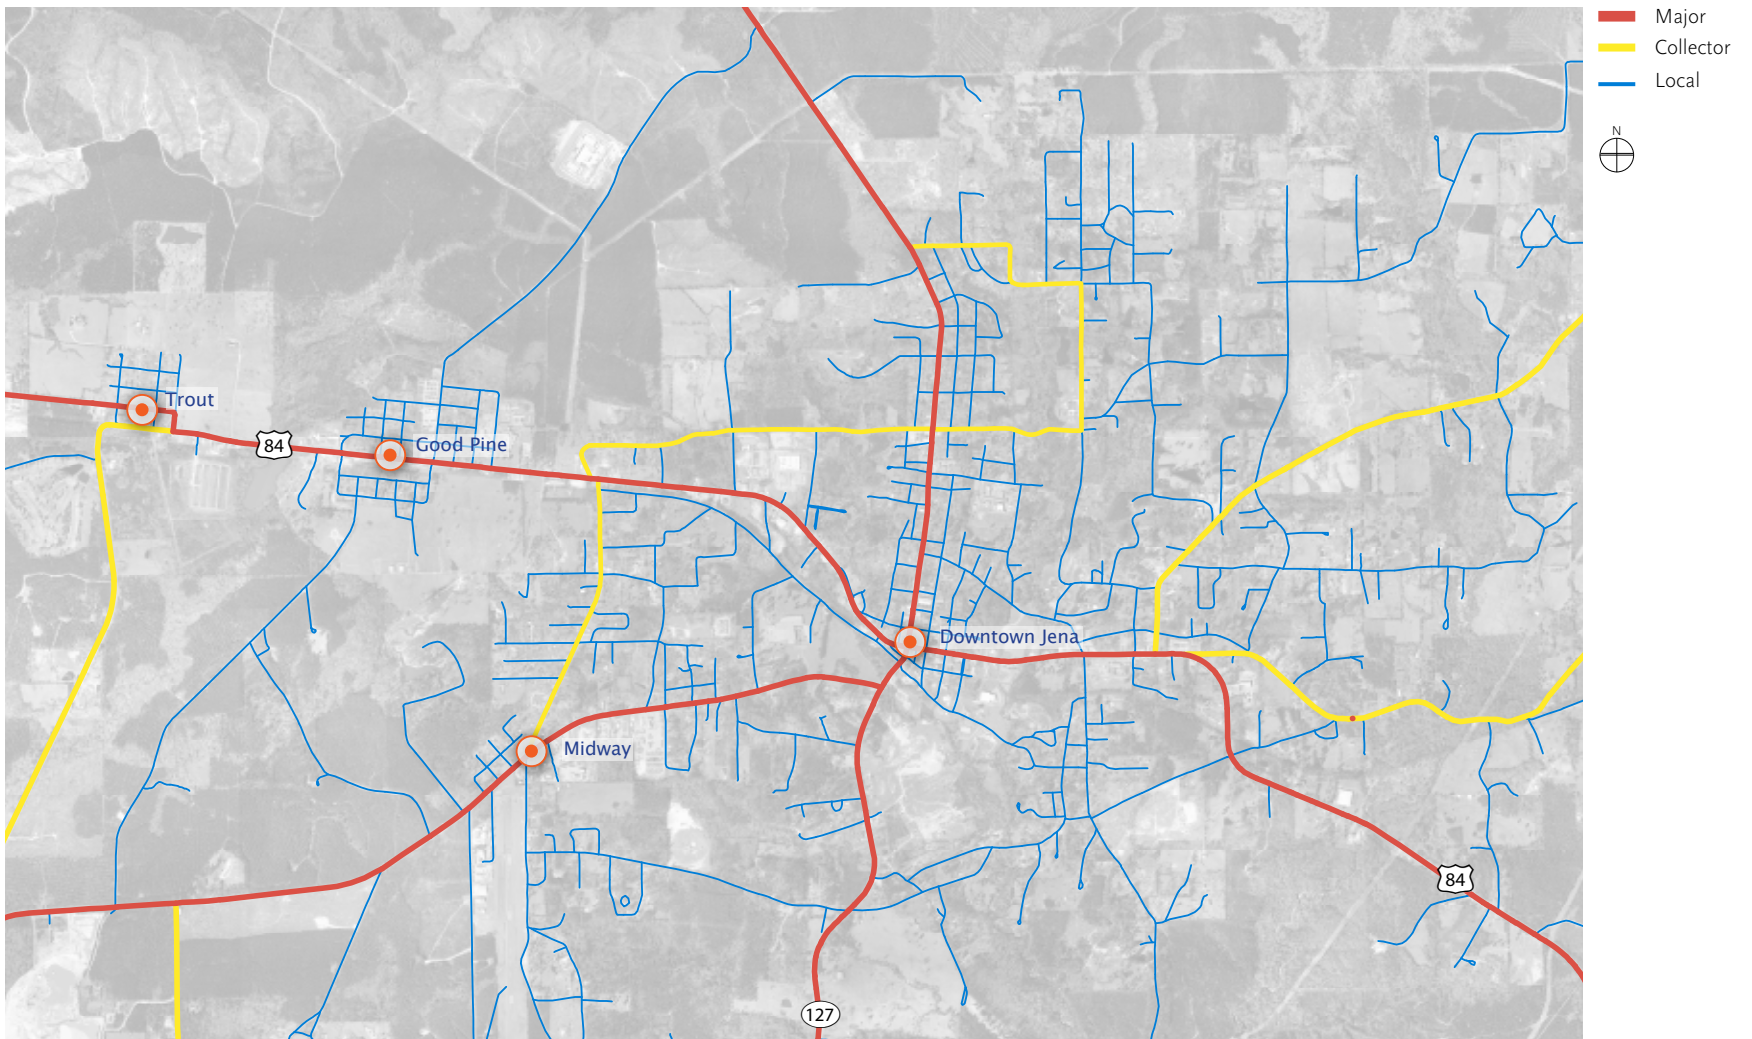 Major
Collector
Local
N
Trout
84
Good Pine
Downtown Jena
Midway
84
127